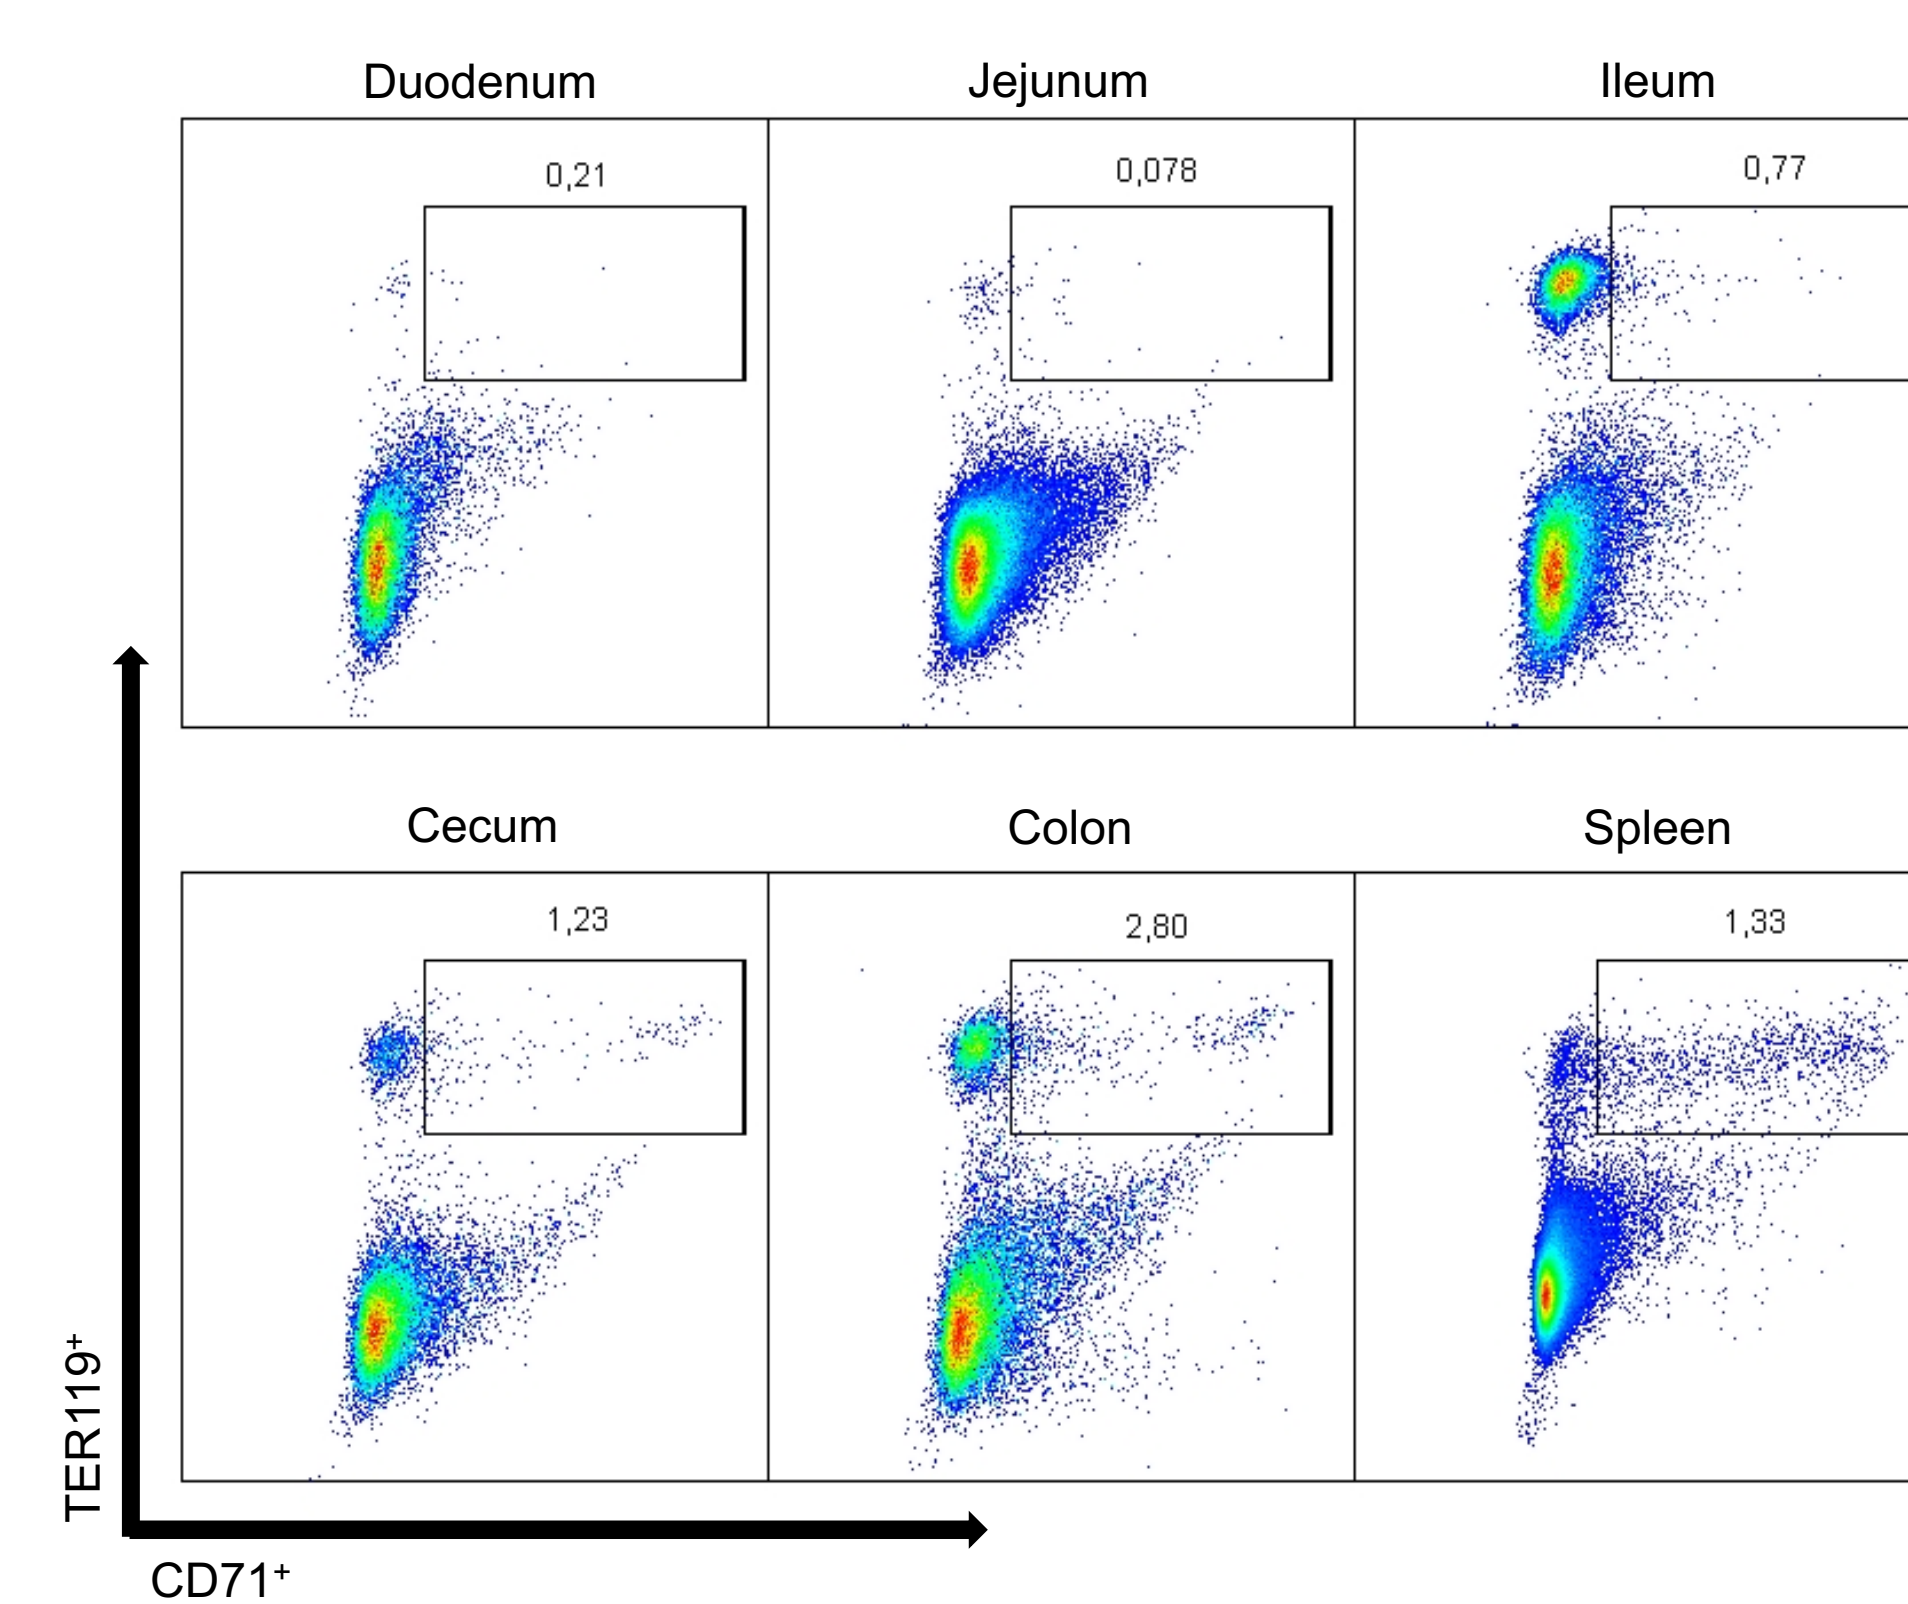 Duodenum
Jejunum
Ileum
0,21
0,078
0,77
Cecum
Colon
Spleen
1,23
2,80
1,33
TER119+
CD71+